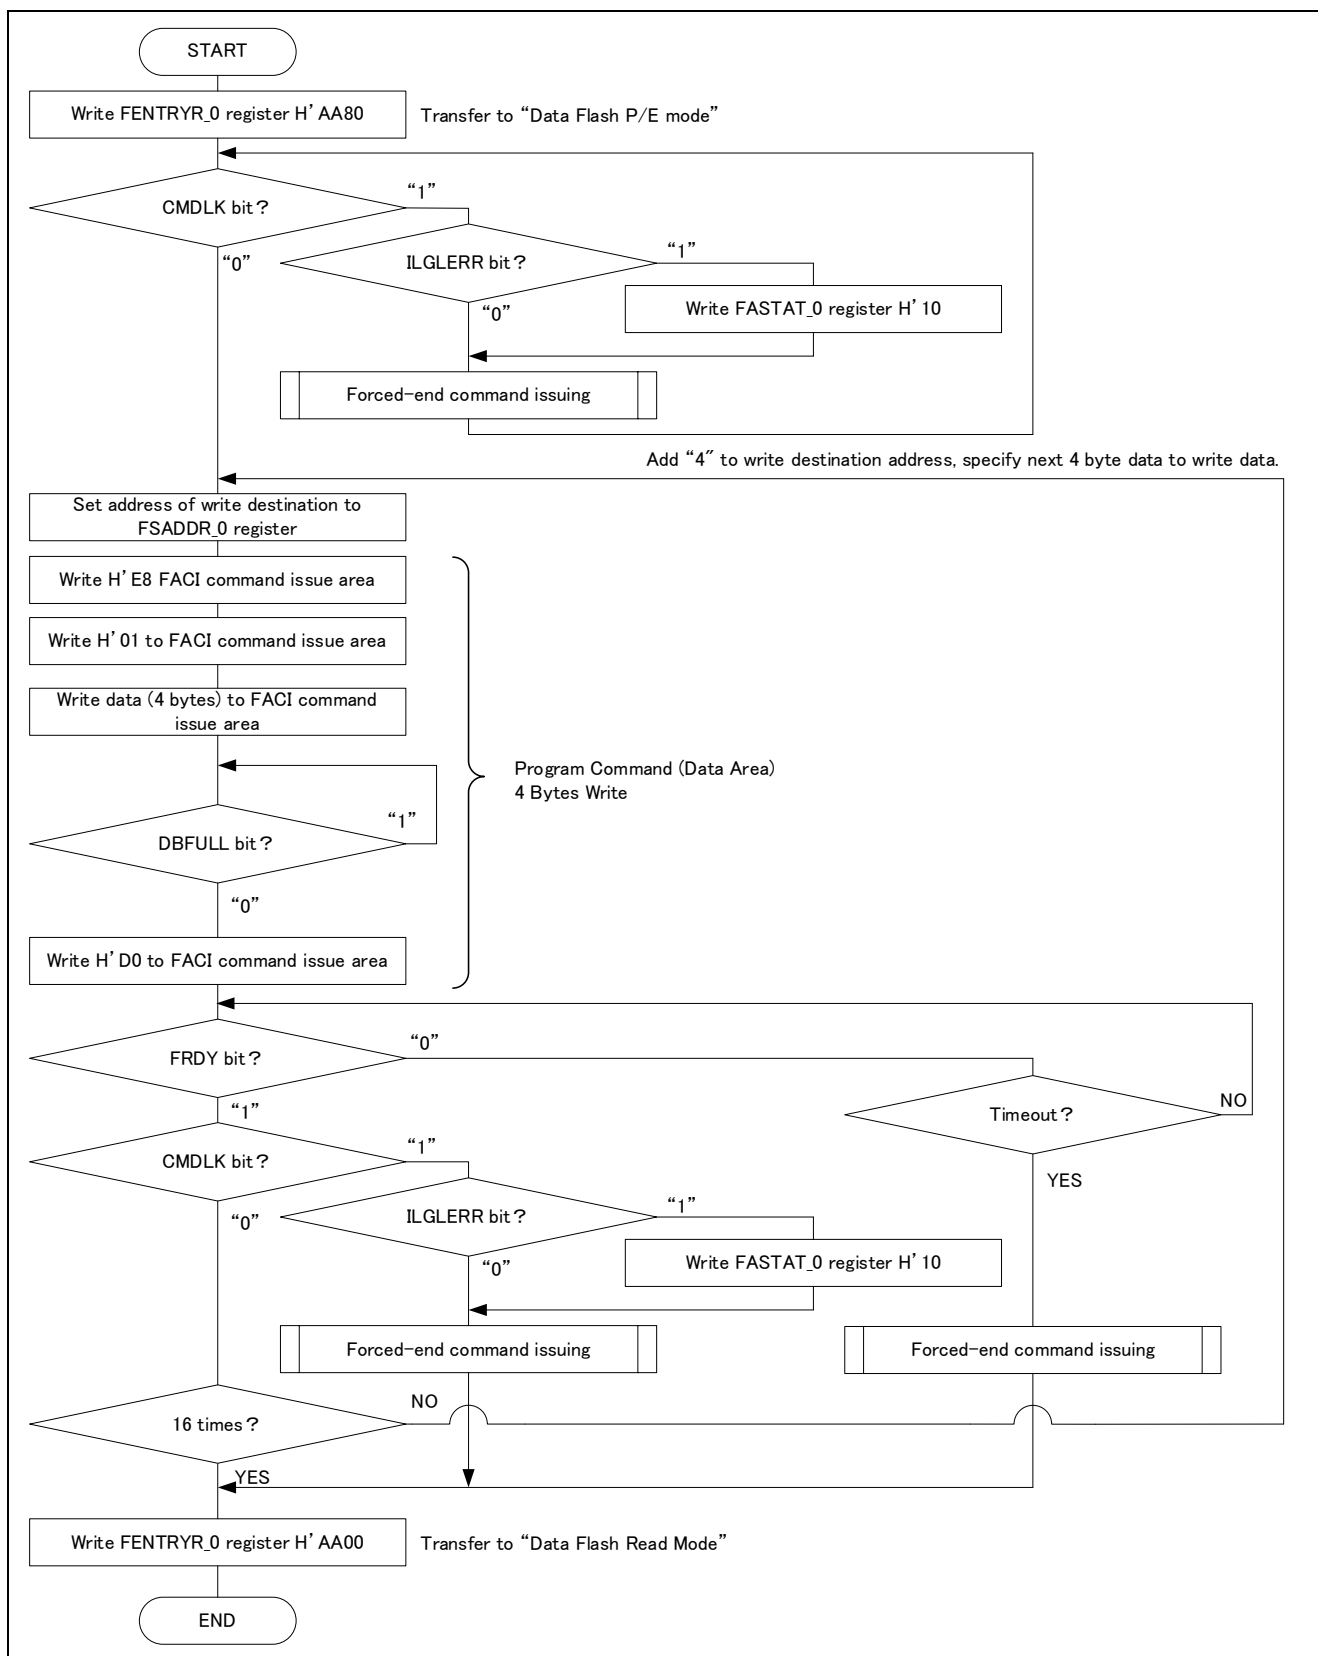 START
Write FENTRYR_0 register H’AA80
Transfer to “Data Flash P/E mode”
CMDLK bit?
“1”
“0”
ILGLERR bit?
“1”
“0”
Write FASTAT_0 register H’10
Forced-end command issuing
Add “4” to write destination address, specify next 4 byte data to write data.
Set address of write destination to
FSADDR_0 register
Write H’E8 FACI command issue area
Write H’01 to FACI command issue area
Write data (4 bytes) to FACI command
issue area
Program Command (Data Area)
4 Bytes Write
DBFULL bit?
“1”
“0”
Write H’D0 to FACI command issue area
FRDY bit?
“0”
“1”
Timeout?
NO
YES
CMDLK bit?
“1”
“0”
ILGLERR bit?
“1”
“0”
Write FASTAT_0 register H’10
Forced-end command issuing
Forced-end command issuing
16 times?
NO
YES
Write FENTRYR_0 register H’AA00
Transfer to “Data Flash Read Mode”
END